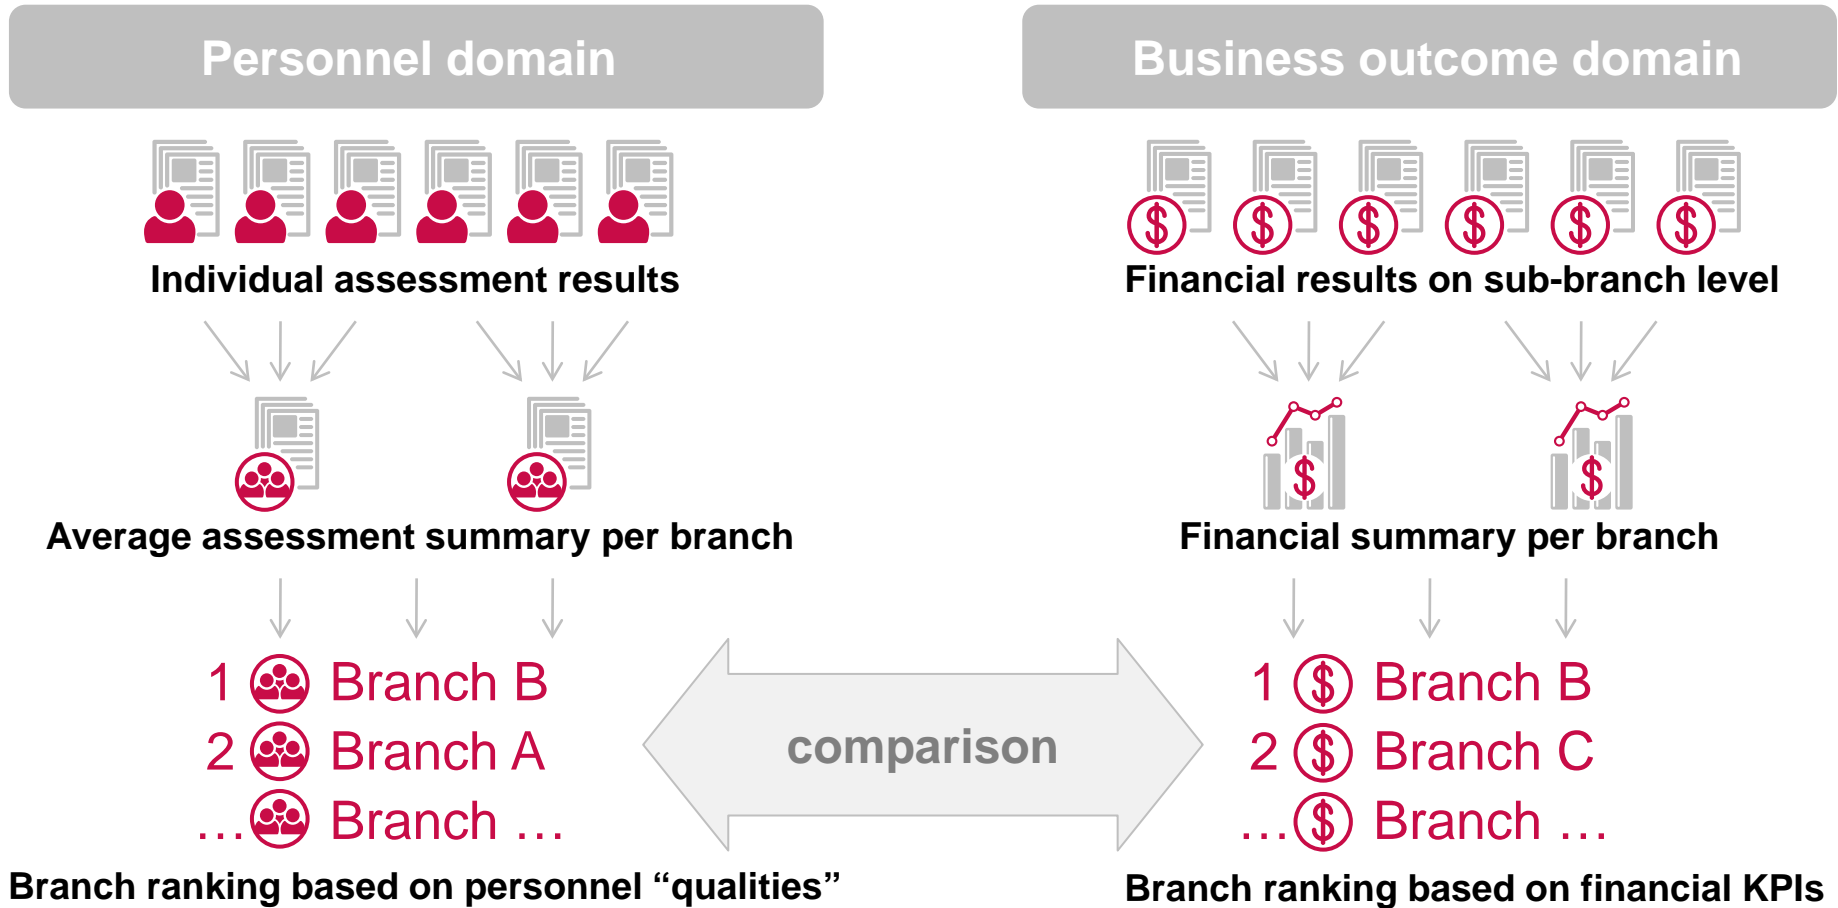 Personnel domain
Business outcome domain
Individual assessment results
Financial results on sub-branch level
$
$
$
$
$
$
Average assessment summary per branch
Financial summary per branch
$
$
1 Branch B
2 Branch A
… Branch …
comparison
1 $ Branch B
2 $ Branch C
… $ Branch …
Branch ranking based on personnel “qualities”
Branch ranking based on financial KPIs